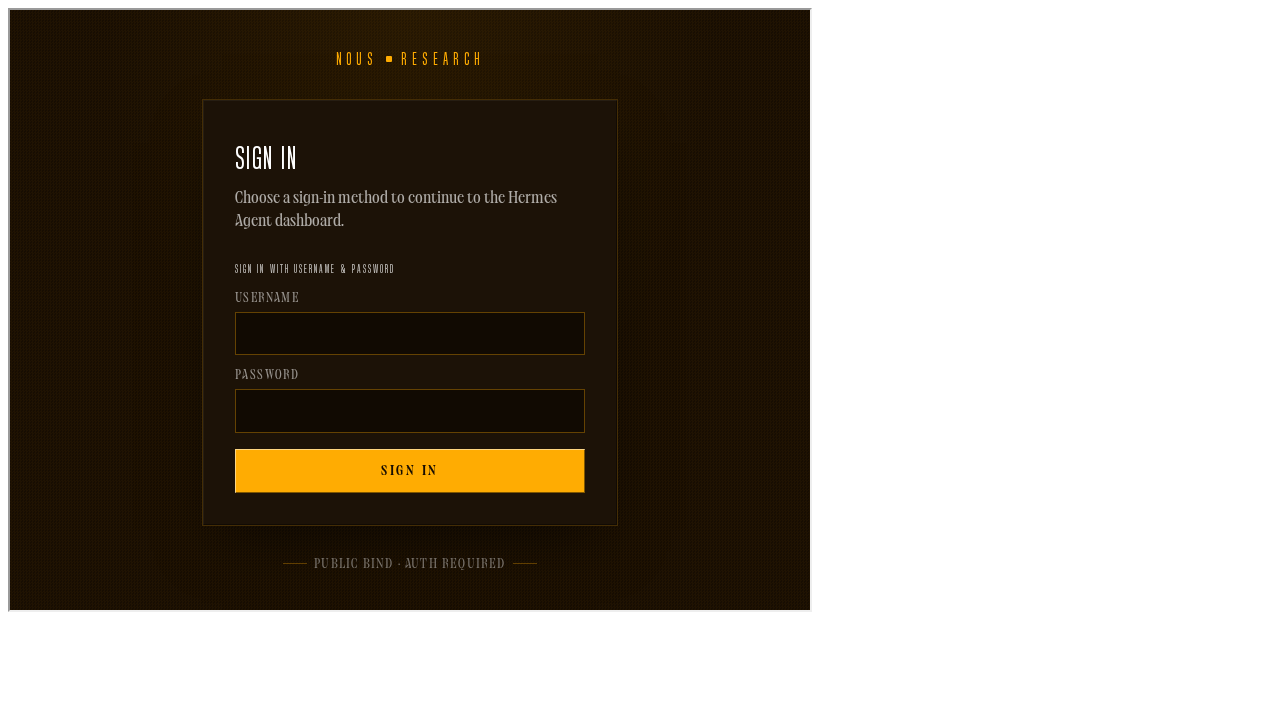 NOUS RESEARCH
SIGN IN
Choose a sign-in method to continue to the Hermes
Agent dashboard.
SIGN IN WITH USERNAME & PASSWORD
USERNAME
PASSWORD
SIGN IN
PUBLIC BIND · AUTH REQUIRED